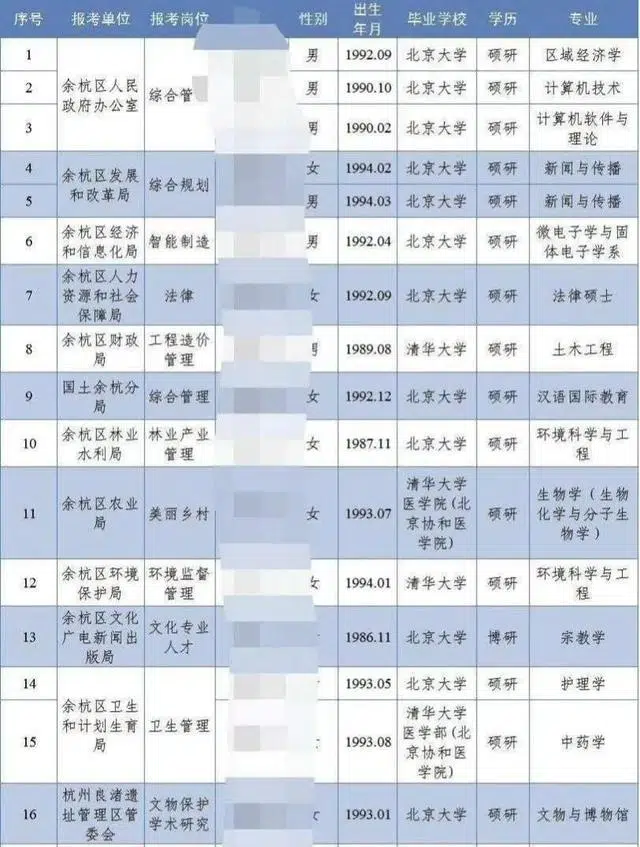 序号 报考单位 报考岗位 性别 出生年月 毕业学校 学历 专业
1 余杭区人民政府办公室 综合管 男 1992.09 北京大学 硕研 区域经济学
2 男 1990.10 北京大学 硕研 计算机技术
3 男 1990.02 北京大学 硕研 计算机软件与理论
4 余杭区发展和改革局 综合规划 女 1994.02 北京大学 硕研 新闻与传播
5 男 1994.03 北京大学 硕研 新闻与传播
6 余杭区经济和信息化局 智能制造 男 1992.04 北京大学 硕研 微电子学与固体电子学系
7 余杭区人力资源和社会保障局 法律 女 1992.09 北京大学 硕研 法律硕士
8 余杭区财政局 工程造价管理 男 1989.08 清华大学 硕研 土木工程
9 国土余杭分局 综合管理 女 1992.12 北京大学 硕研 汉语国际教育
10 余杭区林业水利局 林业产业管理 女 1987.11 北京大学 硕研 环境科学与工程
11 余杭区农业局 美丽乡村 女 1993.07 清华大学医学院(北京协和医学院) 硕研 生物学（生物化学与分子生物学）
12 余杭区环境保护局 环境监督管理 女 1994.01 清华大学 硕研 环境科学与工程
13 余杭区文化广电新闻出版局 文化专业人才 1986.11 北京大学 博研 宗教学
14 余杭区卫生和计划生育局 卫生管理 1993.05 北京大学 硕研 护理学
15 女 1993.08 清华大学医学部(北京协和医学院) 硕研 中药学
16 杭州良渚遗址管理区管委会 文物保护学术研究 女 1993.01 北京大学 硕研 文物与博物馆